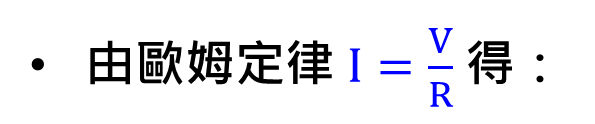 • 由歐姆定律 I = V/R 得：